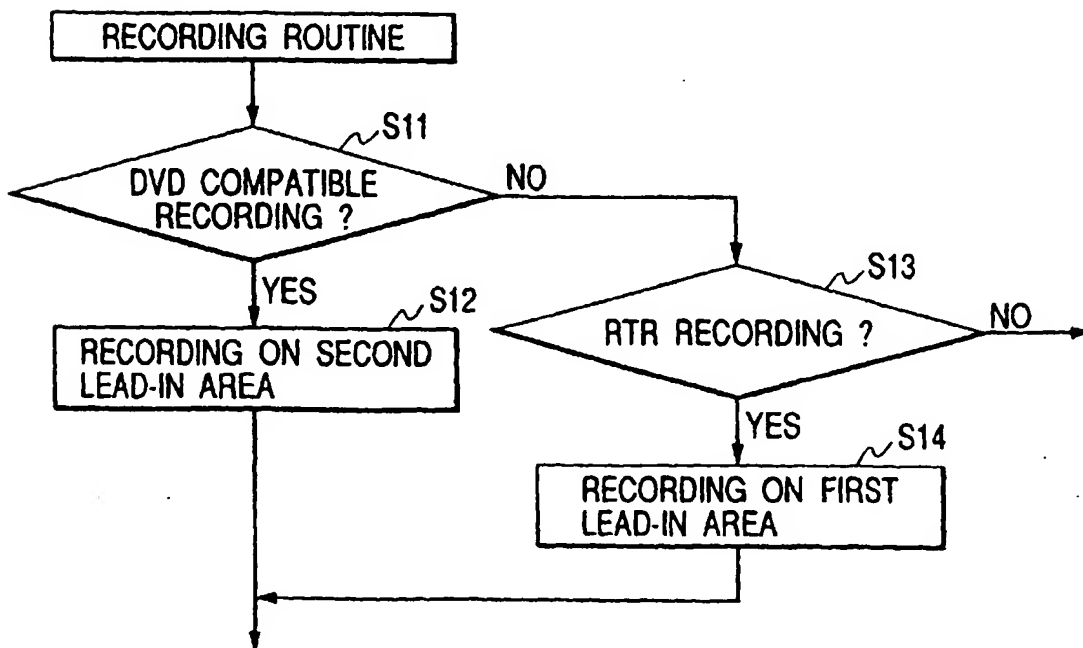 RECORDING ROUTINE
S11
DVD COMPATIBLE
RECORDING ?
NO
YES
S12
RECORDING ON SECOND
LEAD-IN AREA
S13
RTR RECORDING ?
NO
YES
S14
RECORDING ON FIRST
LEAD-IN AREA